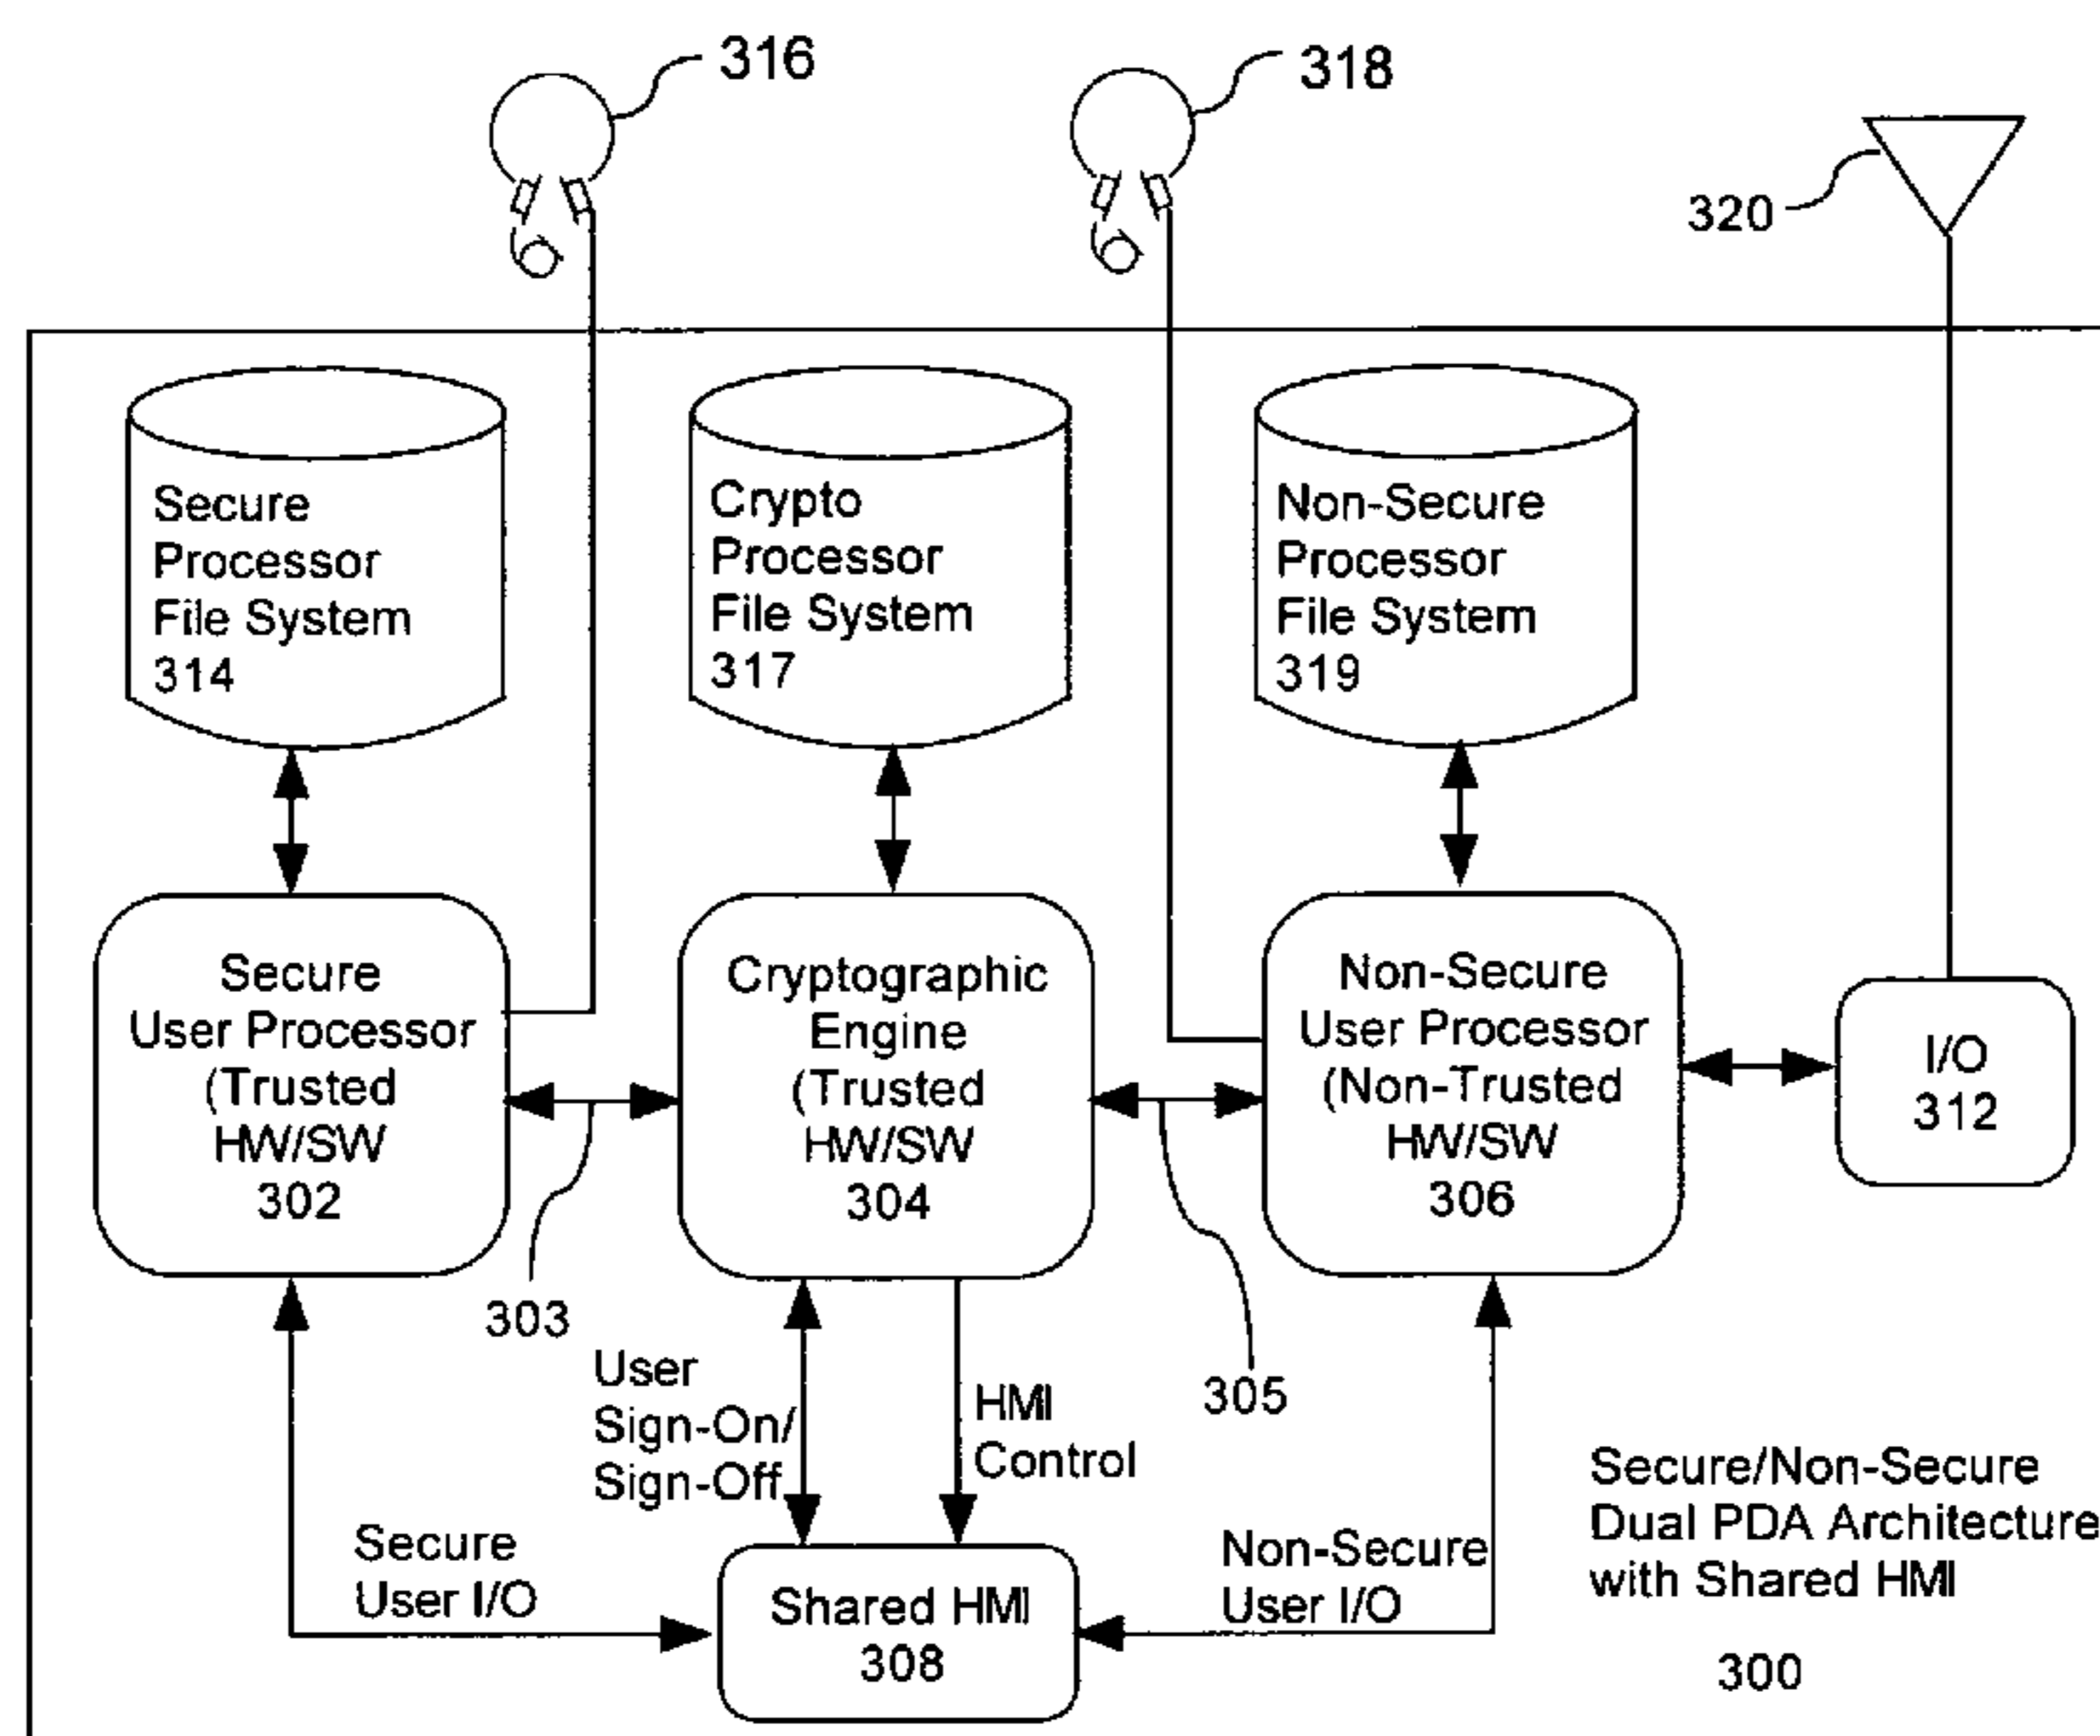 316
318
320
Secure
Processor
File System
314
Crypto
Processor
File System
317
Non-Secure
Processor
File System
319
Secure
User Processor
(Trusted
HW/SW
302
Cryptographic
Engine
(Trusted
HW/SW
304
Non-Secure
User Processor
(Non-Trusted
HW/SW
306
I/O
312
303
305
User
Sign-On/
Sign-Off
HMI
Control
Secure
User I/O
Non-Secure
User I/O
Shared HMI
308
Secure/Non-Secure
Dual PDA Architecture
with Shared HMI
300